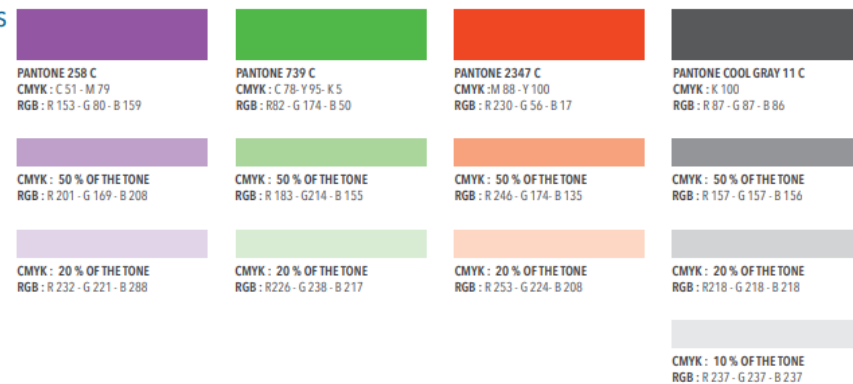 s
PANTONE 258 C
CMYK : C 51 - M 79
RGB : R 153 - G 80 - B 159
PANTONE 739 C
CMYK : C 78- Y 95- K 5
RGB : R82 - G 174 - B 50
PANTONE 2347 C
CMYK :M 88 - Y 100
RGB : R 230 - G 56 - B 17
PANTONE COOL GRAY 11 C
CMYK : K 100
RGB : R 87 - G 87 - B 86
CMYK : 50 % OF THE TONE
RGB : R 201 - G 169 - B 208
CMYK : 50 % OF THE TONE
RGB : R 183 - G214 - B 155
CMYK : 50 % OF THE TONE
RGB : R 246 - G 174- B 135
CMYK : 50 % OF THE TONE
RGB : R 157 - G 157 - B 156
CMYK : 20 % OF THE TONE
RGB : R 232 - G 221 - B 288
CMYK : 20 % OF THE TONE
RGB : R226 - G 238 - B 217
CMYK : 20 % OF THE TONE
RGB : R 253 - G 224- B 208
CMYK : 20 % OF THE TONE
RGB : R218 - G 218 - B 218
CMYK : 10 % OF THE TONE
RGB : R 237 - G 237 - B 237